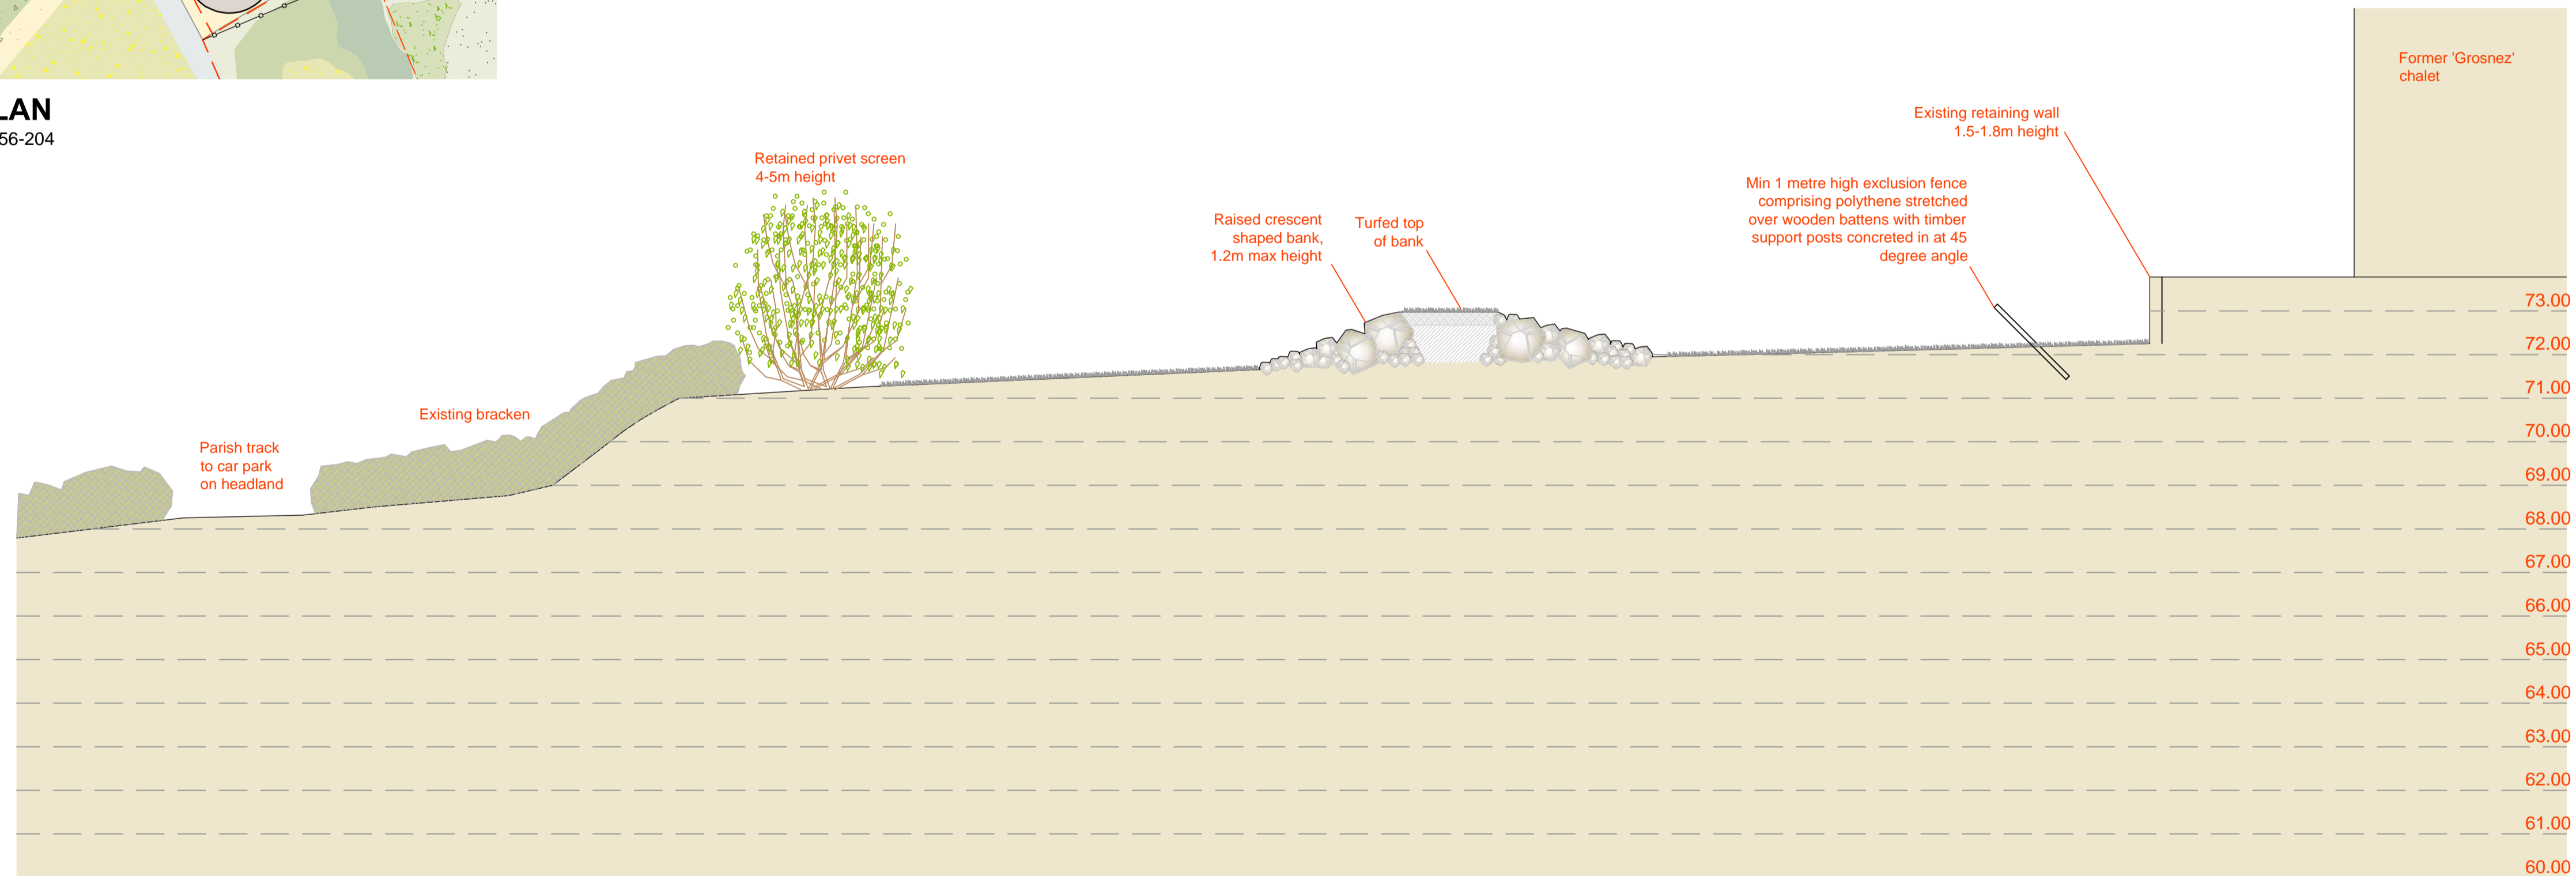 LAN
56-204
Former 'Grosnez'
chalet
Existing retaining wall
1.5-1.8m height
Retained privet screen
4-5m height
Min 1 metre high exclusion fence
comprising polythene stretched
over wooden battens with timber
support posts concreted in at 45
degree angle
Raised crescent
shaped bank,
1.2m max height
Turfed top
of bank
Existing bracken
Parish track
to car park
on headland
73.00
72.00
71.00
70.00
69.00
68.00
67.00
66.00
65.00
64.00
63.00
62.00
61.00
60.00